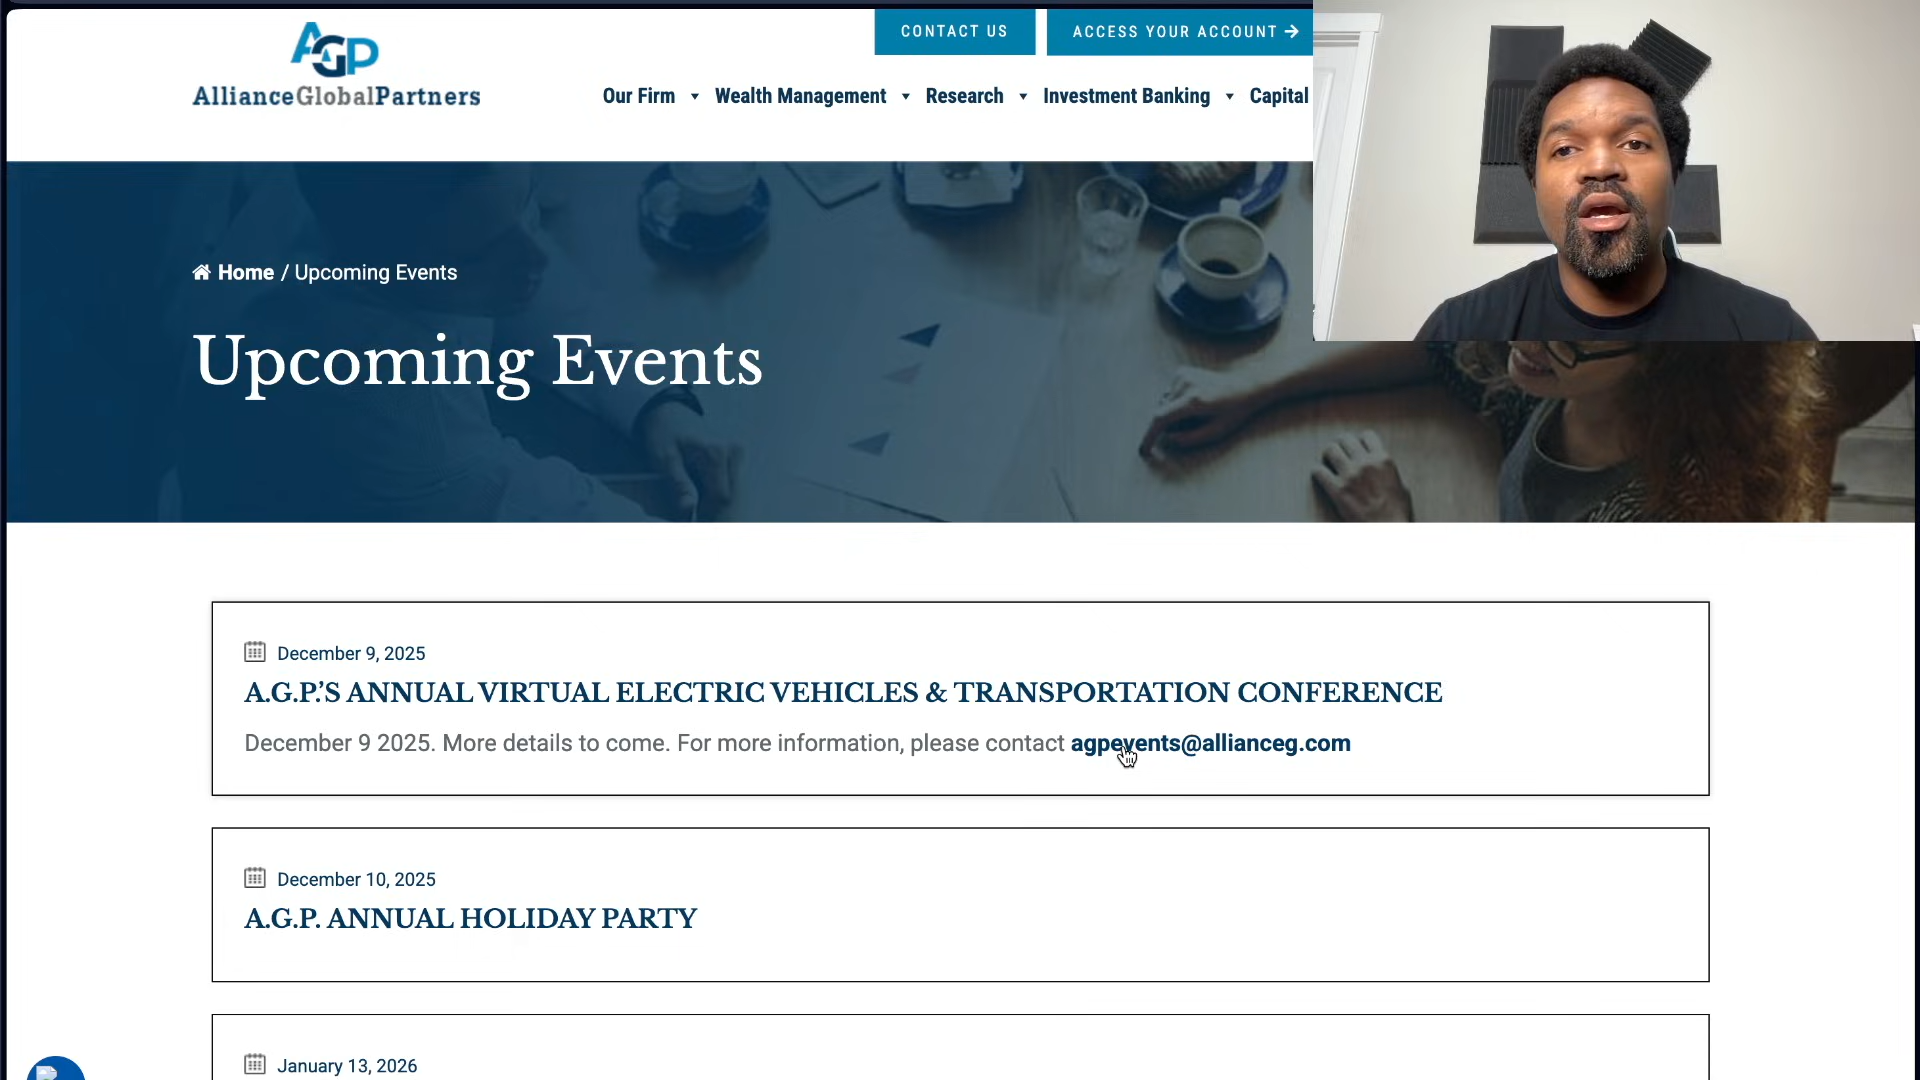 AGP
AllianceGlobalPartners
CONTACT US
ACCESS YOUR ACCOUNT →
Our Firm ▾ Wealth Management ▾ Research ▾ Investment Banking ▾ Capital
Home / Upcoming Events
Upcoming Events
December 9, 2025
A.G.P.'S ANNUAL VIRTUAL ELECTRIC VEHICLES & TRANSPORTATION CONFERENCE
December 9 2025. More details to come. For more information, please contact agpevents@allianceg.com
December 10, 2025
A.G.P. ANNUAL HOLIDAY PARTY
January 13, 2026